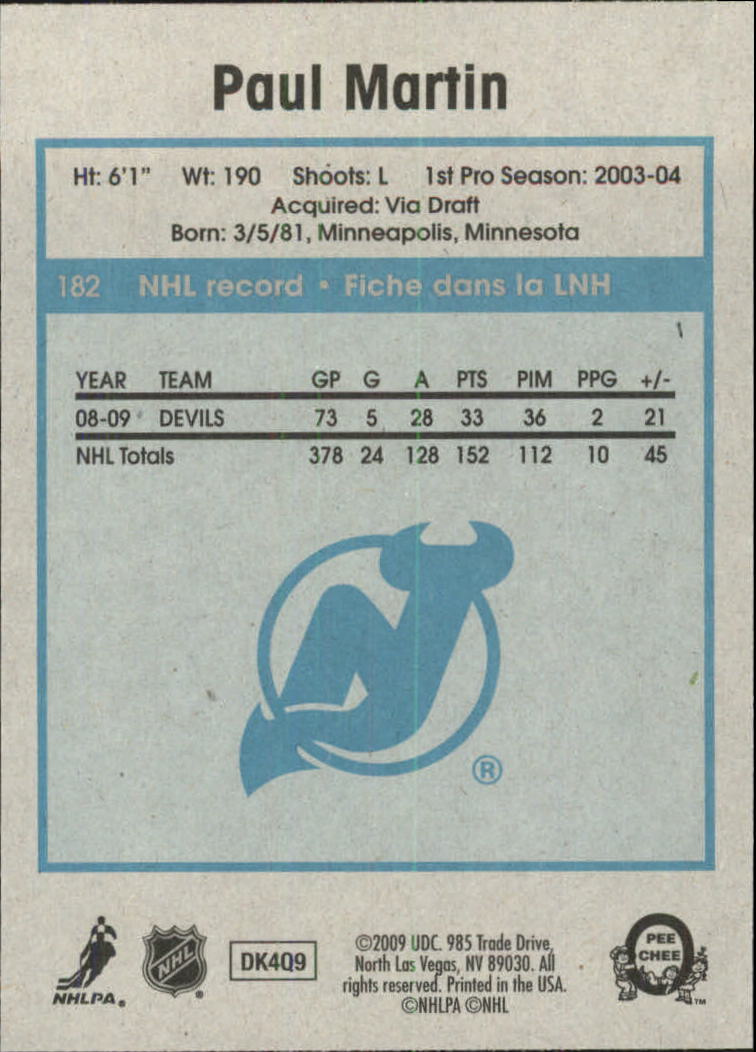 Paul Martin
Ht: 6'1" Wt: 190 Shoots: L 1st Pro Season: 2003-04
Acquired: Via Draft
Born: 3/5/81, Minneapolis, Minnesota
182 NHL record • Fiche dans la LNH
YEAR TEAM GP G A PTS PIM PPG +/-
08-09 DEVILS 73 5 28 33 36 2 21
NHL Totals 378 24 128 152 112 10 45
®
NHLPA®
NHL®
DK4Q9
©2009 UDC. 985 Trade Drive,
North Las Vegas, NV 89030. All
rights reserved. Printed in the USA.
©NHLPA ©NHL
O
PEE
CHEE
™